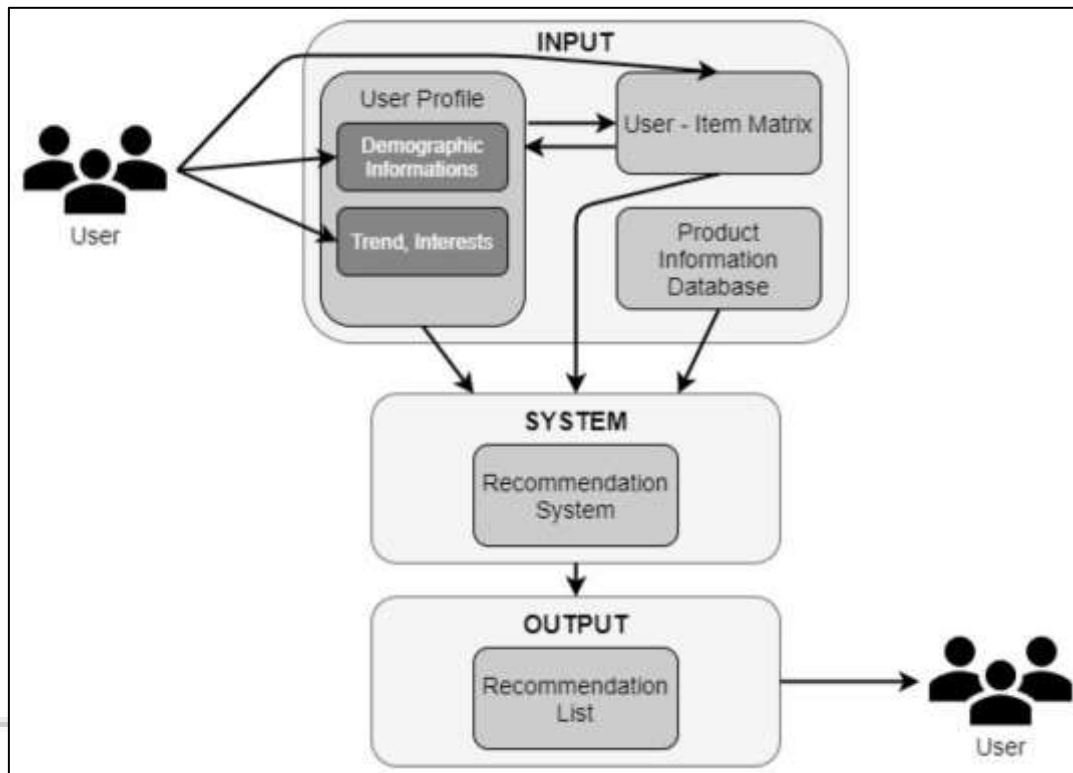 INPUT
User Profile
Demographic
Informations
Trend, Interests
User - Item Matrix
Product
Information
Database
User
SYSTEM
Recommendation
System
OUTPUT
Recommendation
List
User